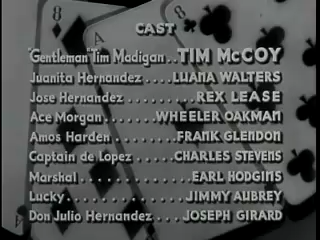 CAST
"Gentleman" Tim Madigan..TIM McCOY
Juanita Hernandez....LUANA WALTERS
Jose Hernandez.........REX LEASE
Ace Morgan.......WHEELER OAKMAN
Amos Harden........FRANK GLENDON
Captain de Lopez...CHARLES STEVENS
Marshal.............EARL HODGINS
Lucky.............JIMMY AUBREY
Don Julio Hernandez...JOSEPH GIRARD
8
A
8
A